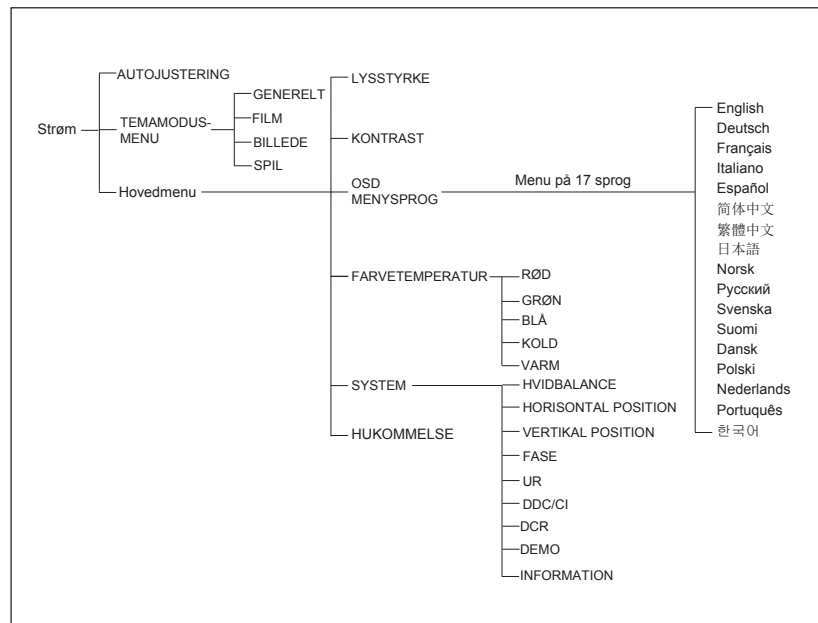 Strøm
AUTOJUSTERING
TEMAMODUS-
MENU
GENERELT
FILM
BILLEDE
SPIL
Hovedmenu
LYSSTYRKE
KONTRAST
OSD
MENYSPROG
Menu på 17 sprog
English
Deutsch
Français
Italiano
Español
简体中文
繁體中文
日本語
Norsk
Русский
Svenska
Suomi
Dansk
Polski
Nederlands
Portuquês
한국어
FARVETEMPERATUR
RØD
GRØN
BLÅ
KOLD
VARM
SYSTEM
HVIDBALANCE
HORISONTAL POSITION
VERTIKAL POSITION
FASE
UR
DDC/CI
DCR
DEMO
INFORMATION
HUKOMMELSE